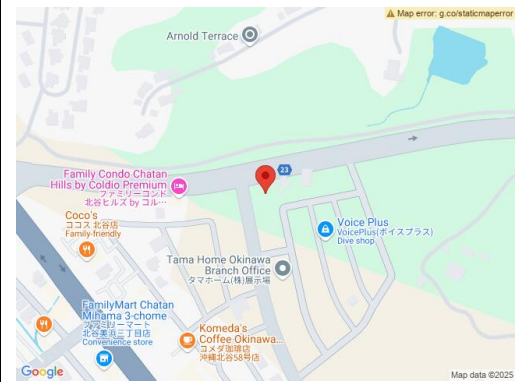 Map error: g.co/staticmaperror
Arnold Terrace
23
Family Condo Chatan
Hills by Coldio Premium
ファミリーコンド
北谷ヒルズ by コル…
Coco's
ココス 北谷店
Family-friendly
Voice Plus
VoicePlus(ボイスプラス)
Dive shop
Tama Home Okinawa
Branch Office
タマホーム(株)展示場
FamilyMart Chatan
Mihama 3-chome
ファミリーマート
北谷美浜三丁目店
Convenience store
Komeda's
Coffee Okinawa...
コメダ珈琲店
沖縄北谷58号店
Google
Map data ©2025